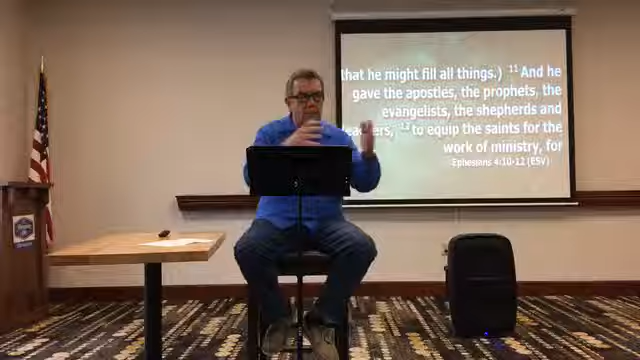 that he might fill all things.) 11 And he
gave the apostles, the prophets, the
evangelists, the shepherds and
teachers, 12 to equip the saints for the
work of ministry, for
Ephesians 4:10-12 (ESV)